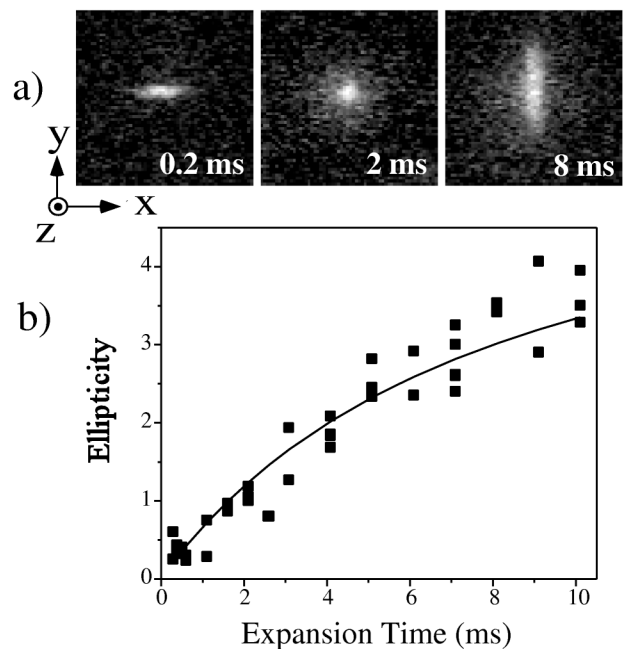 a)
0.2 ms
2 ms
8 ms
y
x
z
b)
Ellipticity
4
3
2
1
0
0 2 4 6 8 10
Expansion Time (ms)